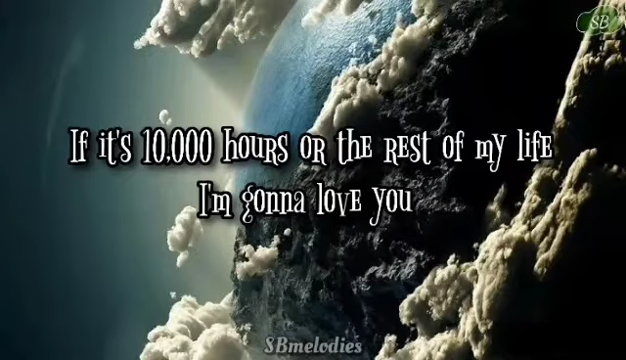 SB
If it's 10,000 hours or the rest of my life
I'm gonna love you
SBmelodies